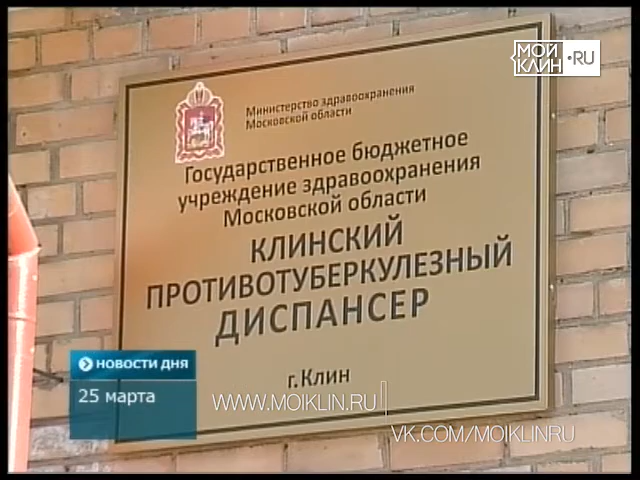 МОЙ
КЛИН .RU
Министерство здравоохранения
Московской области
Государственное бюджетное
учреждение здравоохранения
Московской области
КЛИНСКИЙ
ПРОТИВОТУБЕРКУЛЕЗНЫЙ
ДИСПАНСЕР
г.Клин
НОВОСТИ ДНЯ
25 марта
WWW.MOIKLIN.RU
VK.COM/MOIKLINRU